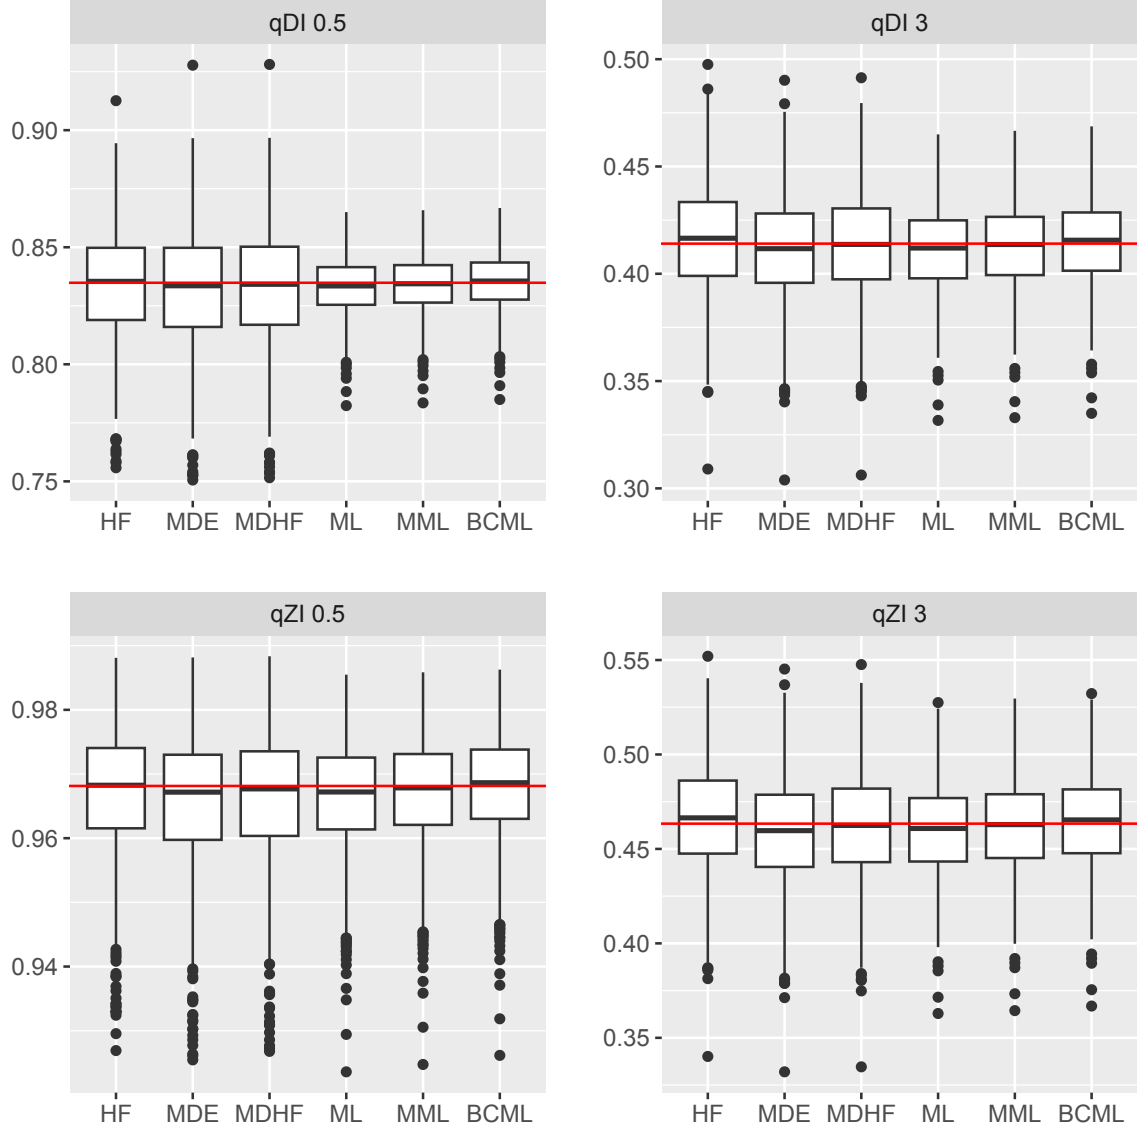 qDI 0.5
0.90
0.85
0.80
0.75
HF MDE MDHF ML MML BCML
qDI 3
0.50
0.45
0.40
0.35
0.30
HF MDE MDHF ML MML BCML
qZI 0.5
0.98
0.96
0.94
HF MDE MDHF ML MML BCML
qZI 3
0.55
0.50
0.45
0.40
0.35
HF MDE MDHF ML MML BCML